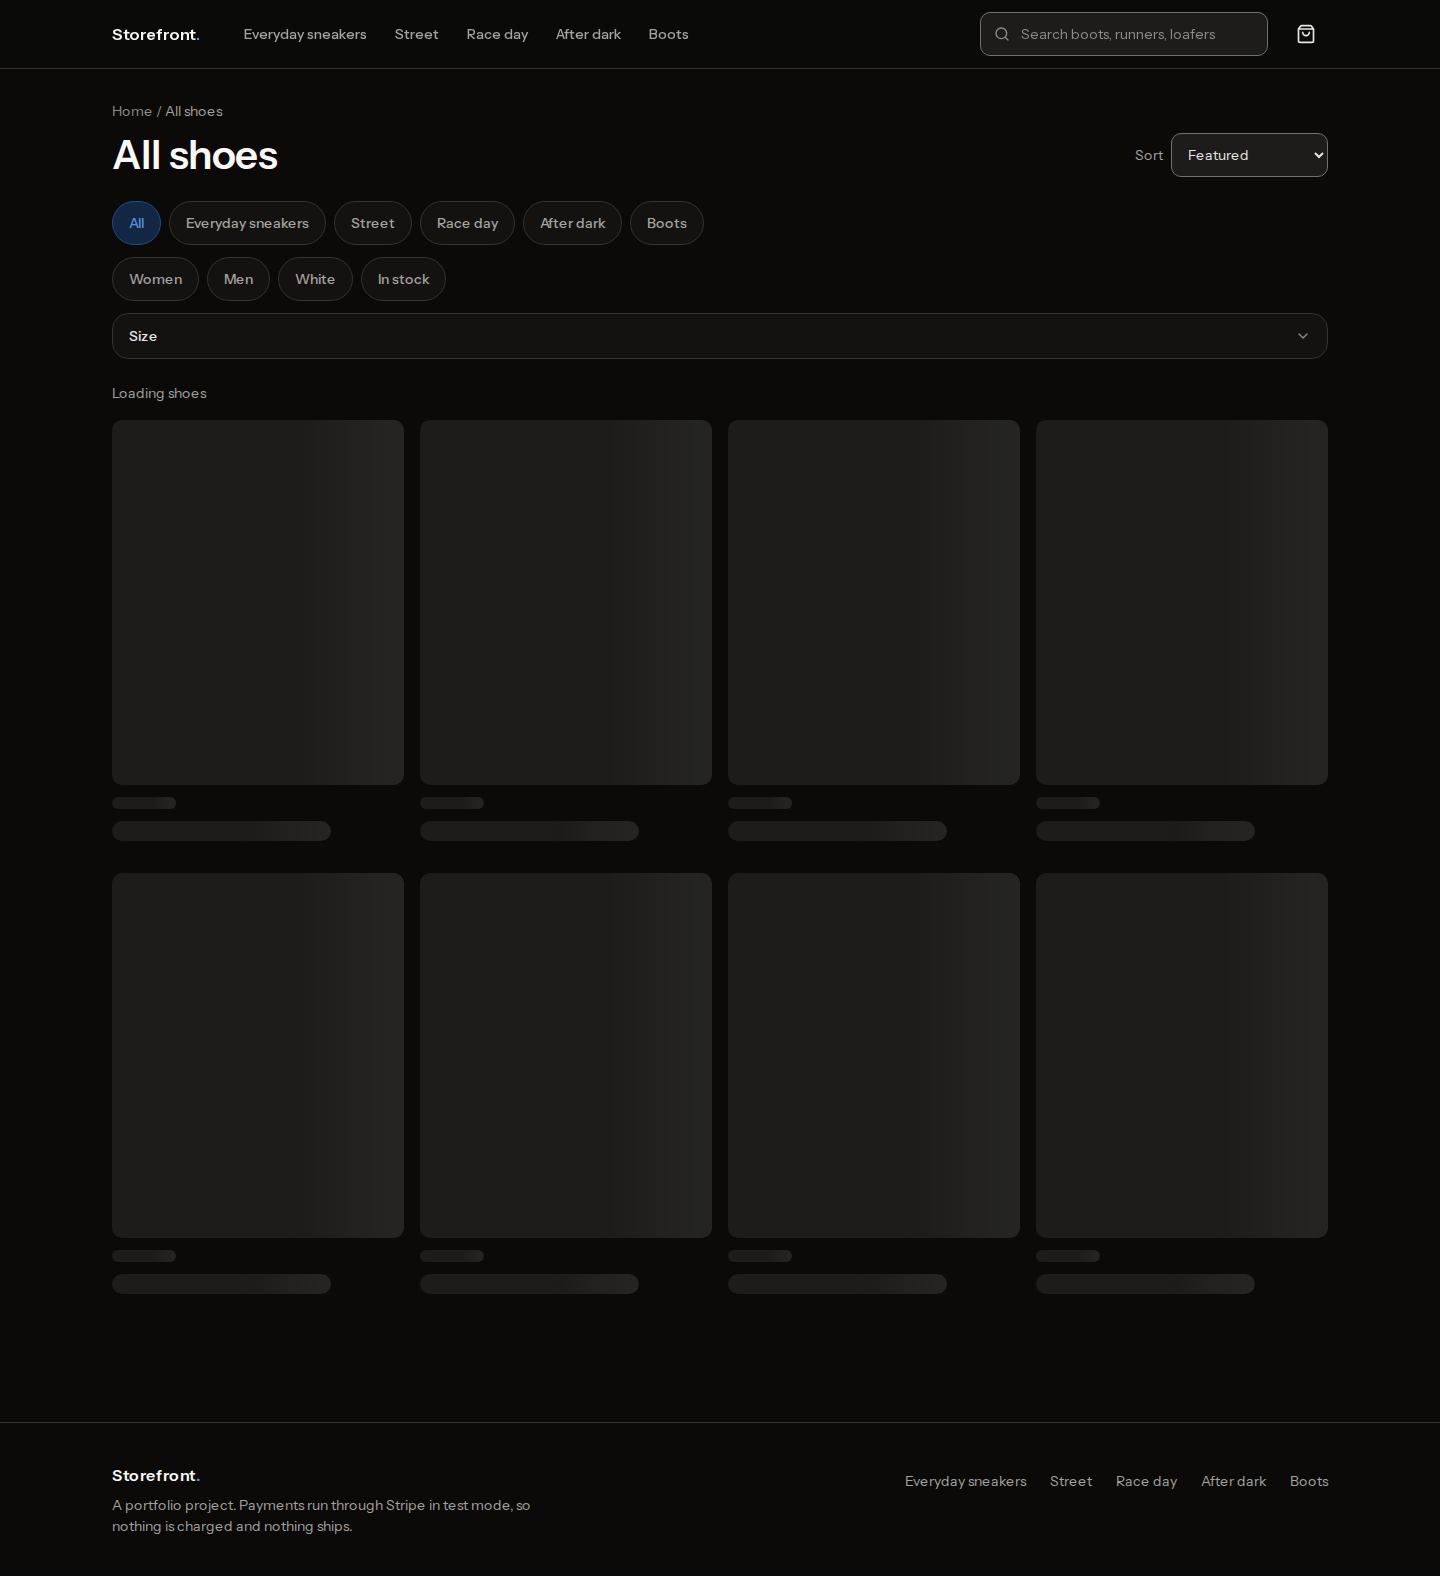 Storefront. Everyday sneakers Street Race day After dark Boots Search boots, runners, loafers
Home / All shoes
All shoes Sort Featured
All Everyday sneakers Street Race day After dark Boots
Women Men White In stock
Size
Loading shoes
Storefront.
Everyday sneakers Street Race day After dark Boots
A portfolio project. Payments run through Stripe in test mode, so
nothing is charged and nothing ships.